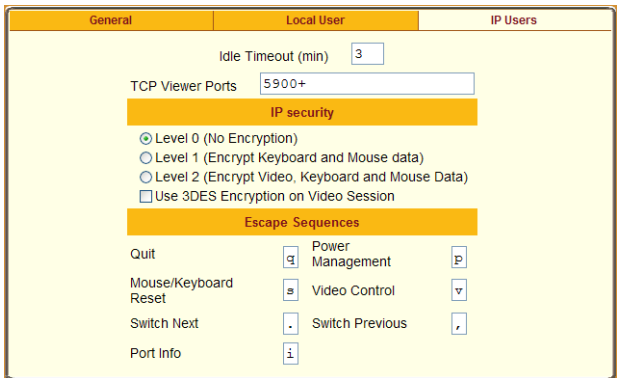 General Local User IP Users
Idle Timeout (min) 3
TCP Viewer Ports 5900+
IP security
Level 0 (No Encryption)
Level 1 (Encrypt Keyboard and Mouse data)
Level 2 (Encrypt Video, Keyboard and Mouse Data)
Use 3DES Encryption on Video Session
Escape Sequences
Quit q Power Management p
Mouse/Keyboard Reset s Video Control v
Switch Next . Switch Previous ,
Port Info i